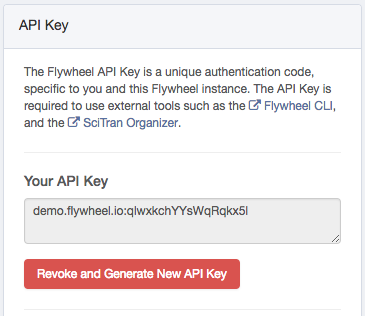 API Key
The Flywheel API Key is a unique authentication code,
specific to you and this Flywheel instance. The API Key is
required to use external tools such as the Flywheel CLI,
and the SciTran Organizer.
Your API Key
demo.flywheel.io:qlwxkchYYsWqRqkx5l
Revoke and Generate New API Key